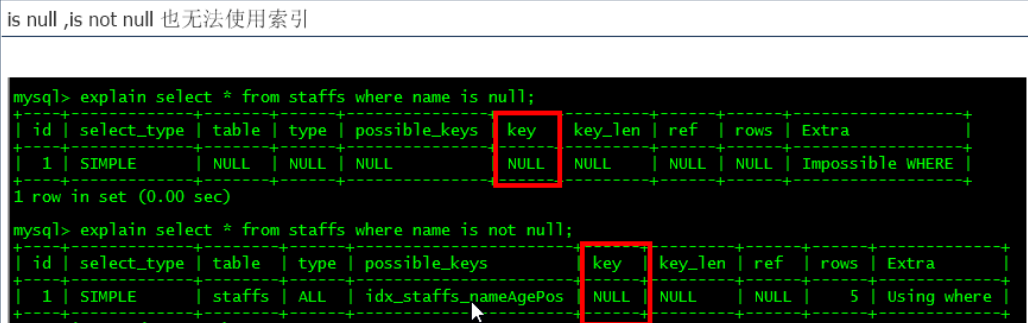 is null ,is not null 也无法使用索引
mysql> explain select * from staffs where name is null;
+----+-------------+-------+------+---------------+------+---------+------+------+------------------+
| id | select_type | table | type | possible_keys | key | key_len | ref | rows | Extra |
+----+-------------+-------+------+---------------+------+---------+------+------+------------------+
| 1 | SIMPLE | NULL | NULL | NULL | NULL | NULL | NULL | NULL | Impossible WHERE |
+----+-------------+-------+------+---------------+------+---------+------+------+------------------+
1 row in set (0.00 sec)
mysql> explain select * from staffs where name is not null;
+----+-------------+--------+------+-----------------------+------+---------+------+------+-------------+
| id | select_type | table | type | possible_keys | key | key_len | ref | rows | Extra |
+----+-------------+--------+------+-----------------------+------+---------+------+------+-------------+
| 1 | SIMPLE | staffs | ALL | idx_staffs_nameAgePos | NULL | NULL | NULL | 5 | Using where |
+----+-------------+--------+------+-----------------------+------+---------+------+------+-------------+